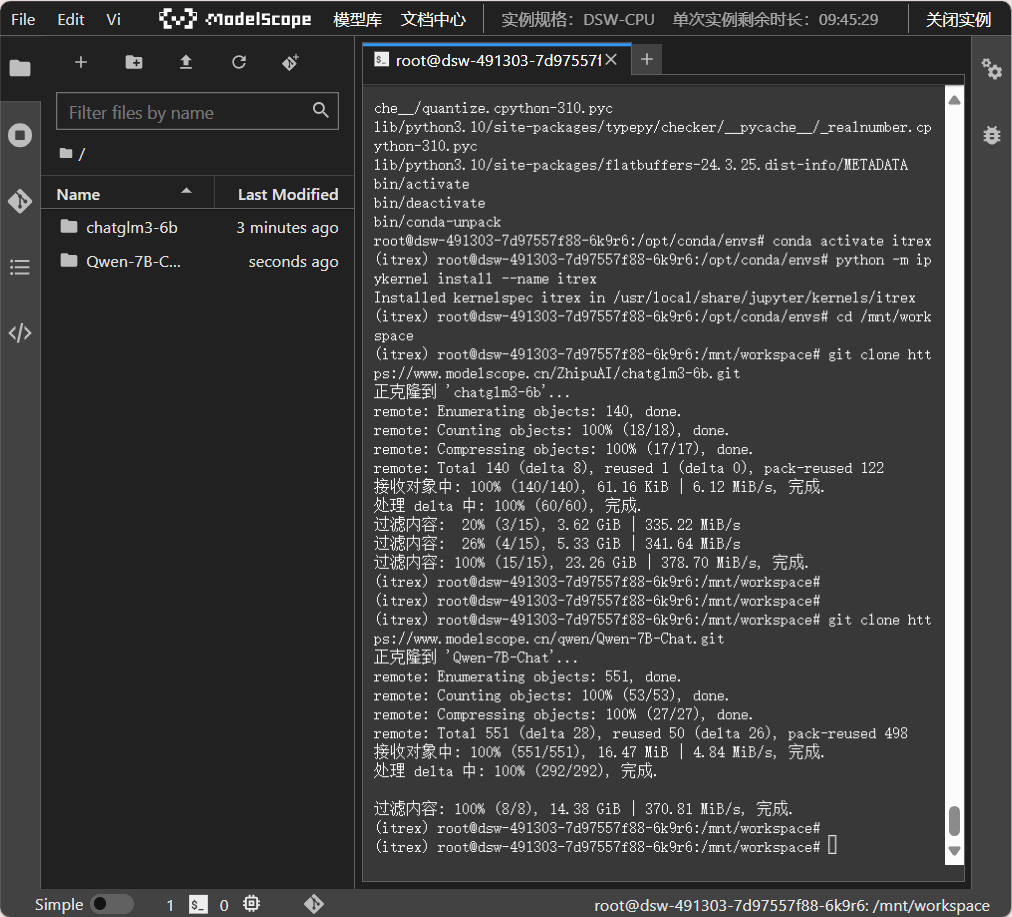 File Edit Vi ModelScope 模型库 文档中心 实例规格：DSW-CPU 单次实例剩余时长：09:45:29 关闭实例
root@dsw-491303-7d97557f
Filter files by name
/
Name Last Modified
chatglm3-6b 3 minutes ago
Qwen-7B-C... seconds ago
che__/quantize.cpython-310.pyc
lib/python3.10/site-packages/typepy/checker/__pycache__/_realnumber.cp
ython-310.pyc
lib/python3.10/site-packages/flatbuffers-24.3.25.dist-info/METADATA
bin/activate
bin/deactivate
bin/conda-unpack
root@dsw-491303-7d97557f88-6k9r6:/opt/conda/envs# conda activate itrex
(itrex) root@dsw-491303-7d97557f88-6k9r6:/opt/conda/envs# python -m ip
ykernel install --name itrex
Installed kernelspec itrex in /usr/local/share/jupyter/kernels/itrex
(itrex) root@dsw-491303-7d97557f88-6k9r6:/opt/conda/envs# cd /mnt/work
space
(itrex) root@dsw-491303-7d97557f88-6k9r6:/mnt/workspace# git clone htt
ps://www.modelscope.cn/ZhipuAI/chatglm3-6b.git
正克隆到 'chatglm3-6b'...
remote: Enumerating objects: 140, done.
remote: Counting objects: 100% (18/18), done.
remote: Compressing objects: 100% (17/17), done.
remote: Total 140 (delta 8), reused 1 (delta 0), pack-reused 122
接收对象中: 100% (140/140), 61.16 KiB | 6.12 MiB/s, 完成.
处理 delta 中: 100% (60/60), 完成.
过滤内容:  20% (3/15), 3.62 GiB | 335.22 MiB/s
过滤内容:  26% (4/15), 5.33 GiB | 341.64 MiB/s
过滤内容: 100% (15/15), 23.26 GiB | 378.70 MiB/s, 完成.
(itrex) root@dsw-491303-7d97557f88-6k9r6:/mnt/workspace#
(itrex) root@dsw-491303-7d97557f88-6k9r6:/mnt/workspace#
(itrex) root@dsw-491303-7d97557f88-6k9r6:/mnt/workspace# git clone htt
ps://www.modelscope.cn/qwen/Qwen-7B-Chat.git
正克隆到 'Qwen-7B-Chat'...
remote: Enumerating objects: 551, done.
remote: Counting objects: 100% (53/53), done.
remote: Compressing objects: 100% (27/27), done.
remote: Total 551 (delta 28), reused 50 (delta 26), pack-reused 498
接收对象中: 100% (551/551), 16.47 MiB | 4.84 MiB/s, 完成.
处理 delta 中: 100% (292/292), 完成.
过滤内容: 100% (8/8), 14.38 GiB | 370.81 MiB/s, 完成.
(itrex) root@dsw-491303-7d97557f88-6k9r6:/mnt/workspace#
(itrex) root@dsw-491303-7d97557f88-6k9r6:/mnt/workspace#
Simple 1 $_ 0 root@dsw-491303-7d97557f88-6k9r6: /mnt/workspace